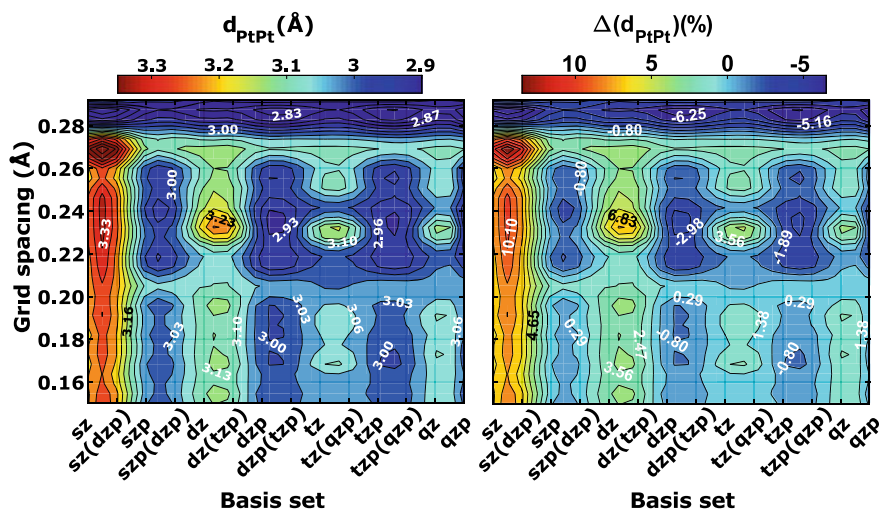 d_PtPt(Å)
3.3 3.2 3.1 3 2.9
Δ(d_PtPt)(%)
10 5 0 -5
Grid spacing (Å)
0.28
0.26
0.24
0.22
0.20
0.18
0.16
2.83
2.87
3.00
3.00
3.33
3.23
2.93
3.10
2.96
3.16
3.03
3.10
3.13
3.03
3.00
3.06
3.03
3.00
3.06
sz
sz(dzp)
szp
szp(dzp)
dz
dz(tzp)
dzp
dzp(tzp)
tz
tz(qzp)
tzp
tzp(qzp)
qz
qzp
Basis set
-6.25
-5.16
-0.80
-0.80
10.10
6.83
-2.98
3.56
-1.89
4.65
0.29
2.47
3.56
0.29
-0.80
1.38
0.29
-0.80
1.38
sz
sz(dzp)
szp
szp(dzp)
dz
dz(tzp)
dzp
dzp(tzp)
tz
tz(qzp)
tzp
tzp(qzp)
qz
qzp
Basis set